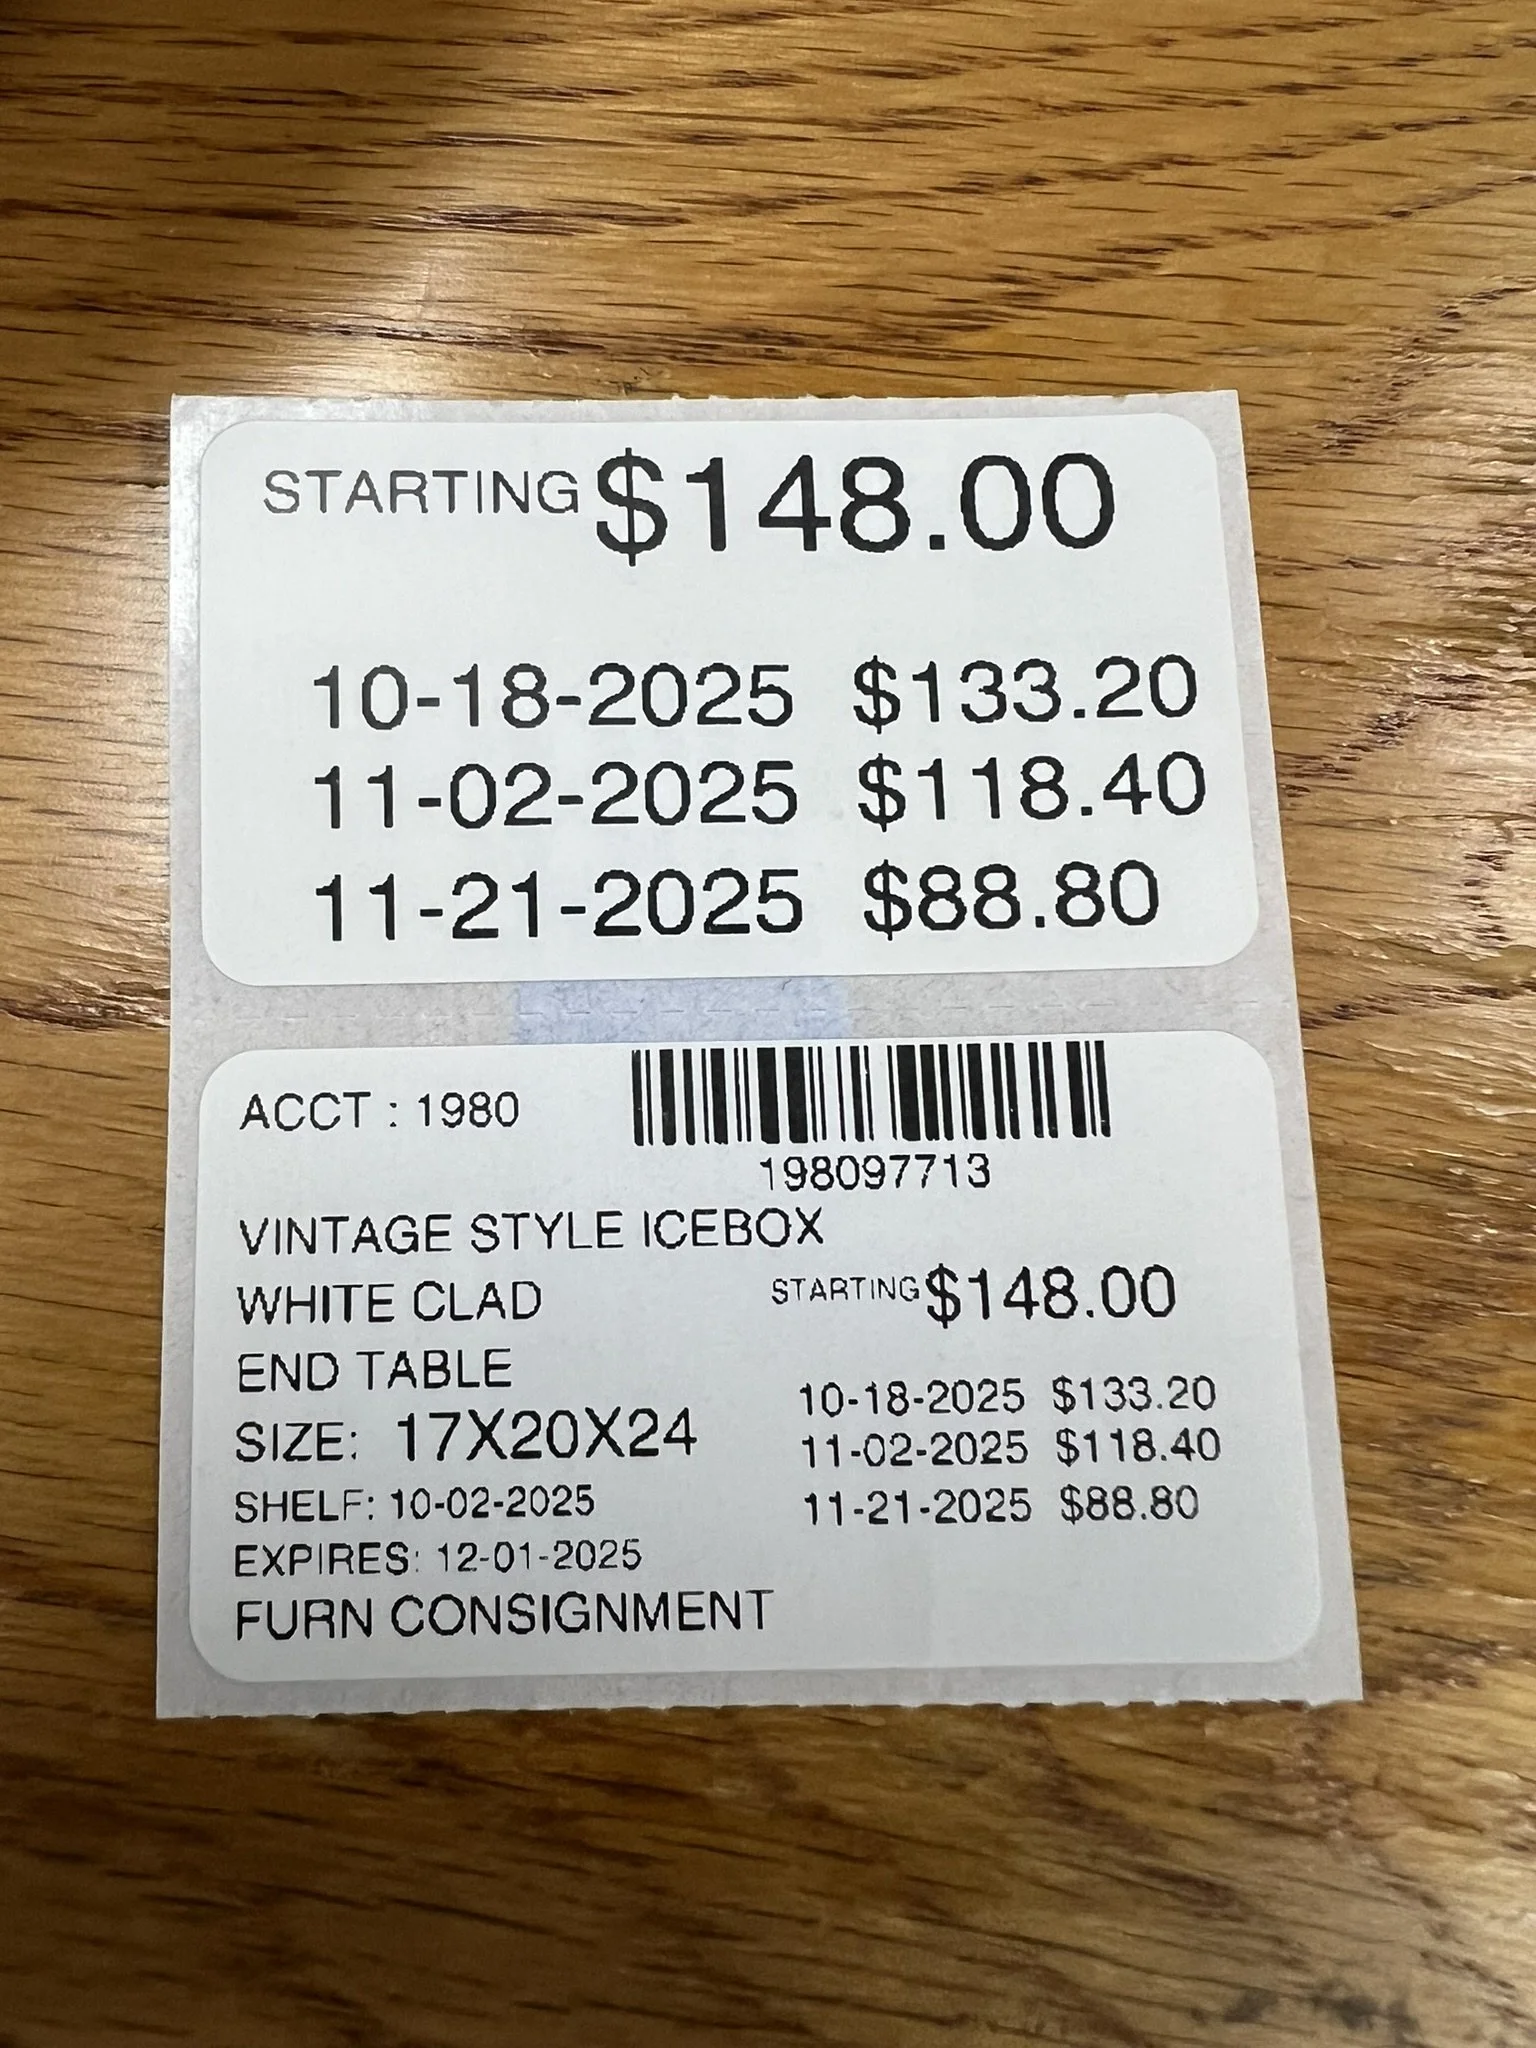 STARTING $148.00
10-18-2025 $133.20
11-02-2025 $118.40
11-21-2025 $88.80
ACCT : 1980
198097713
VINTAGE STYLE ICEBOX
WHITE CLAD
END TABLE
SIZE: 17X20X24
SHELF: 10-02-2025
EXPIRES: 12-01-2025
FURN CONSIGNMENT
STARTING $148.00
10-18-2025 $133.20
11-02-2025 $118.40
11-21-2025 $88.80